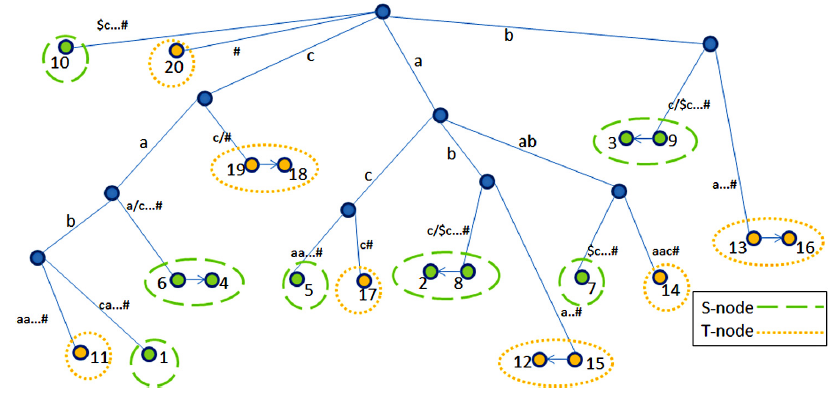 $c...#
#
c
a
b
10
20
a
c/#
19
18
c/$c...#
3
9
c
b
ab
b
a/c...#
a...#
13
16
aa...#
c#
c/$c...#
$c...#
aac#
6
4
5
17
2
8
7
14
aa...#
ca...#
a..#
11
1
12
15
S-node
T-node